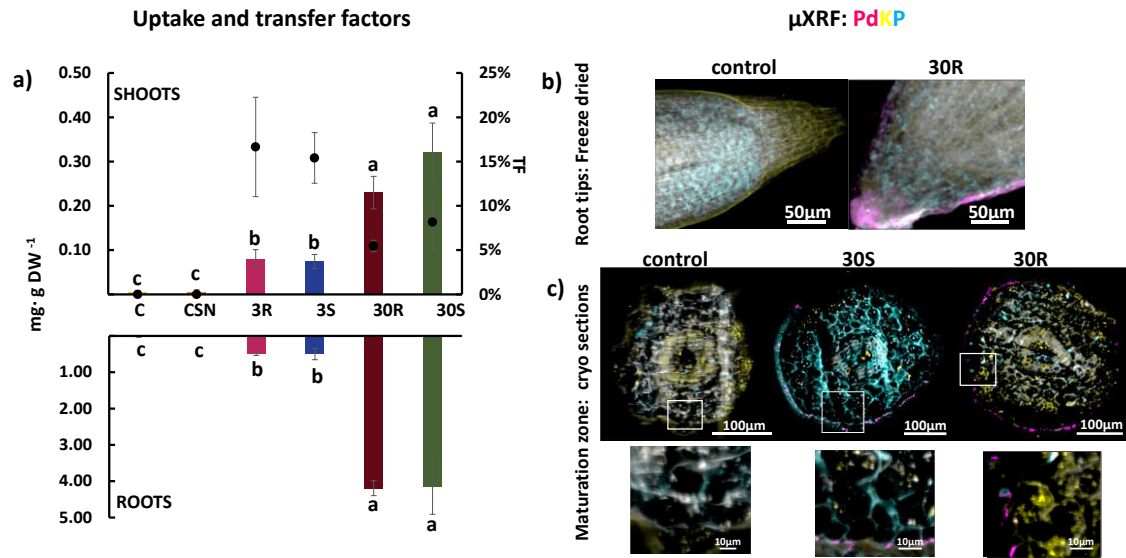 Uptake and transfer factors
a)
0.50
0.40
0.30
0.20
0.10
SHOOTS
25%
20%
15%
10%
5%
0%
TF
c
c
b
b
a
a
C
CSN
3R
3S
30R
30S
mg· g DW -1
1.00
2.00
3.00
4.00
5.00
ROOTS
c
c
b
b
a
a
µXRF: PdKP
b)
Root tips: Freeze dried
control
30R
50µm
50µm
c)
Maturation zone: cryo sections
control
30S
30R
100µm
100µm
100µm
10µm
10µm
10µm